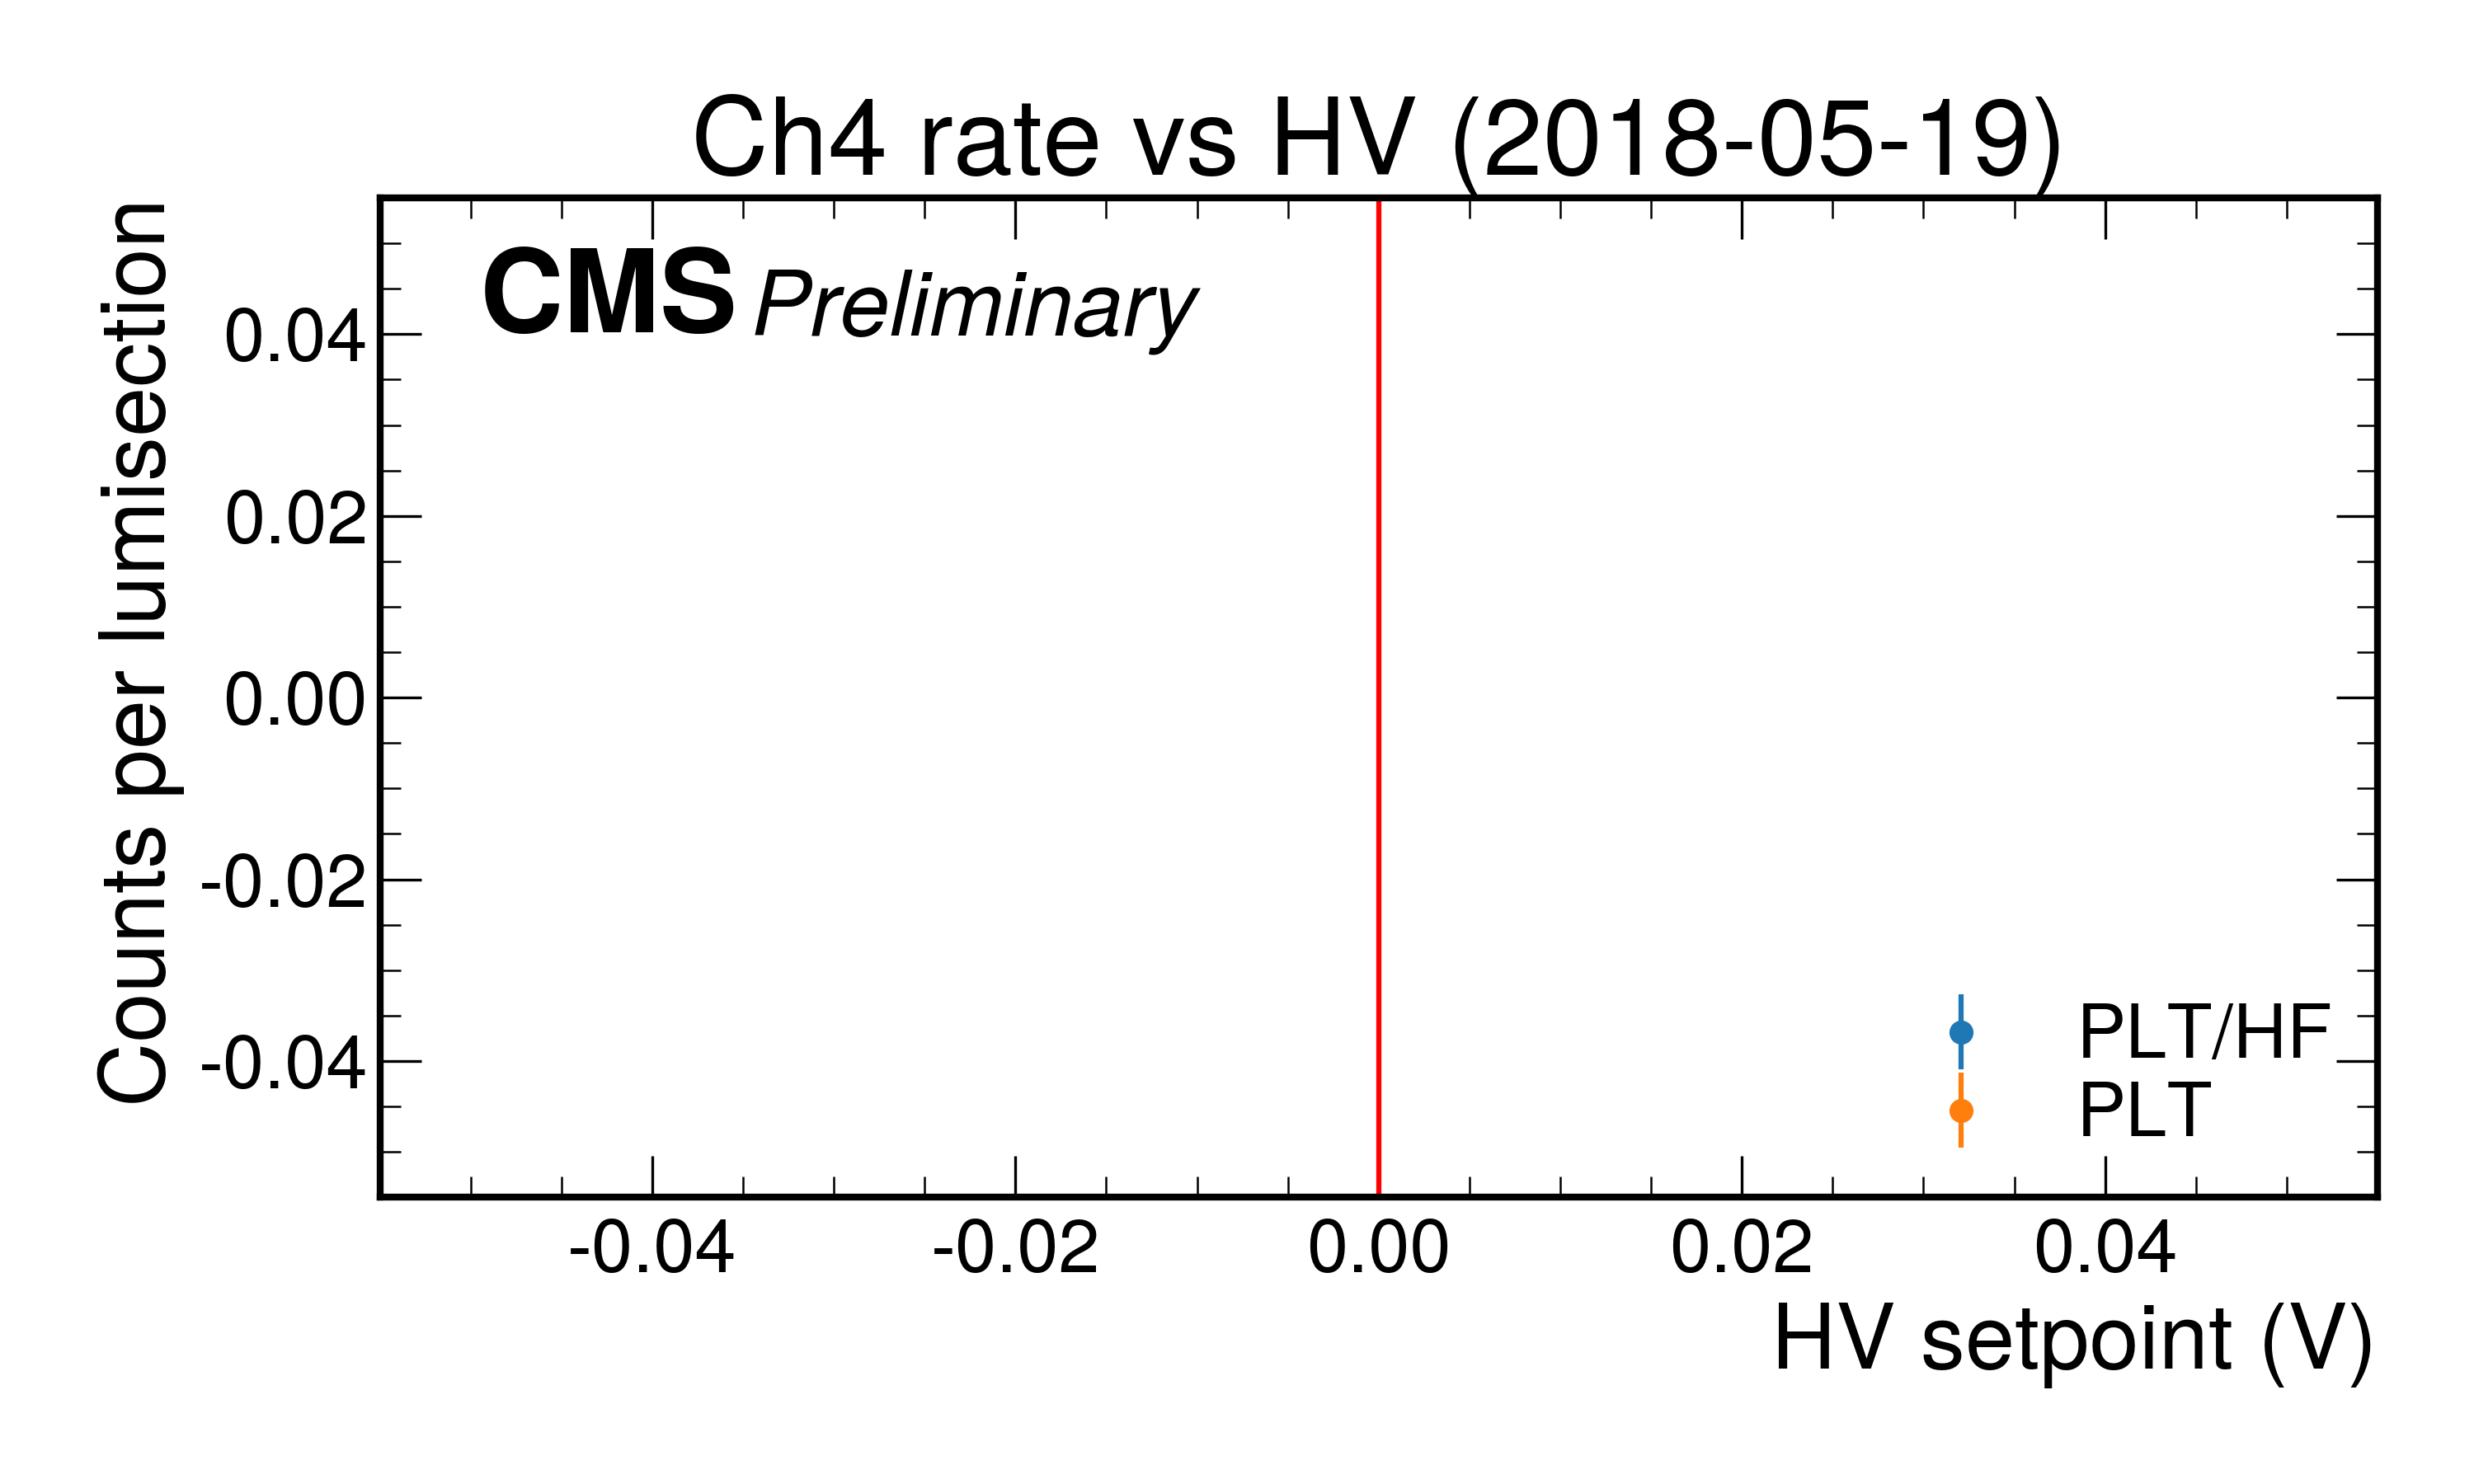 Ch4 rate vs HV (2018-05-19)
CMS Preliminary
Counts per lumisection
0.04
0.02
0.00
-0.02
-0.04
PLT/HF
PLT
-0.04 -0.02 0.00 0.02 0.04
HV setpoint (V)